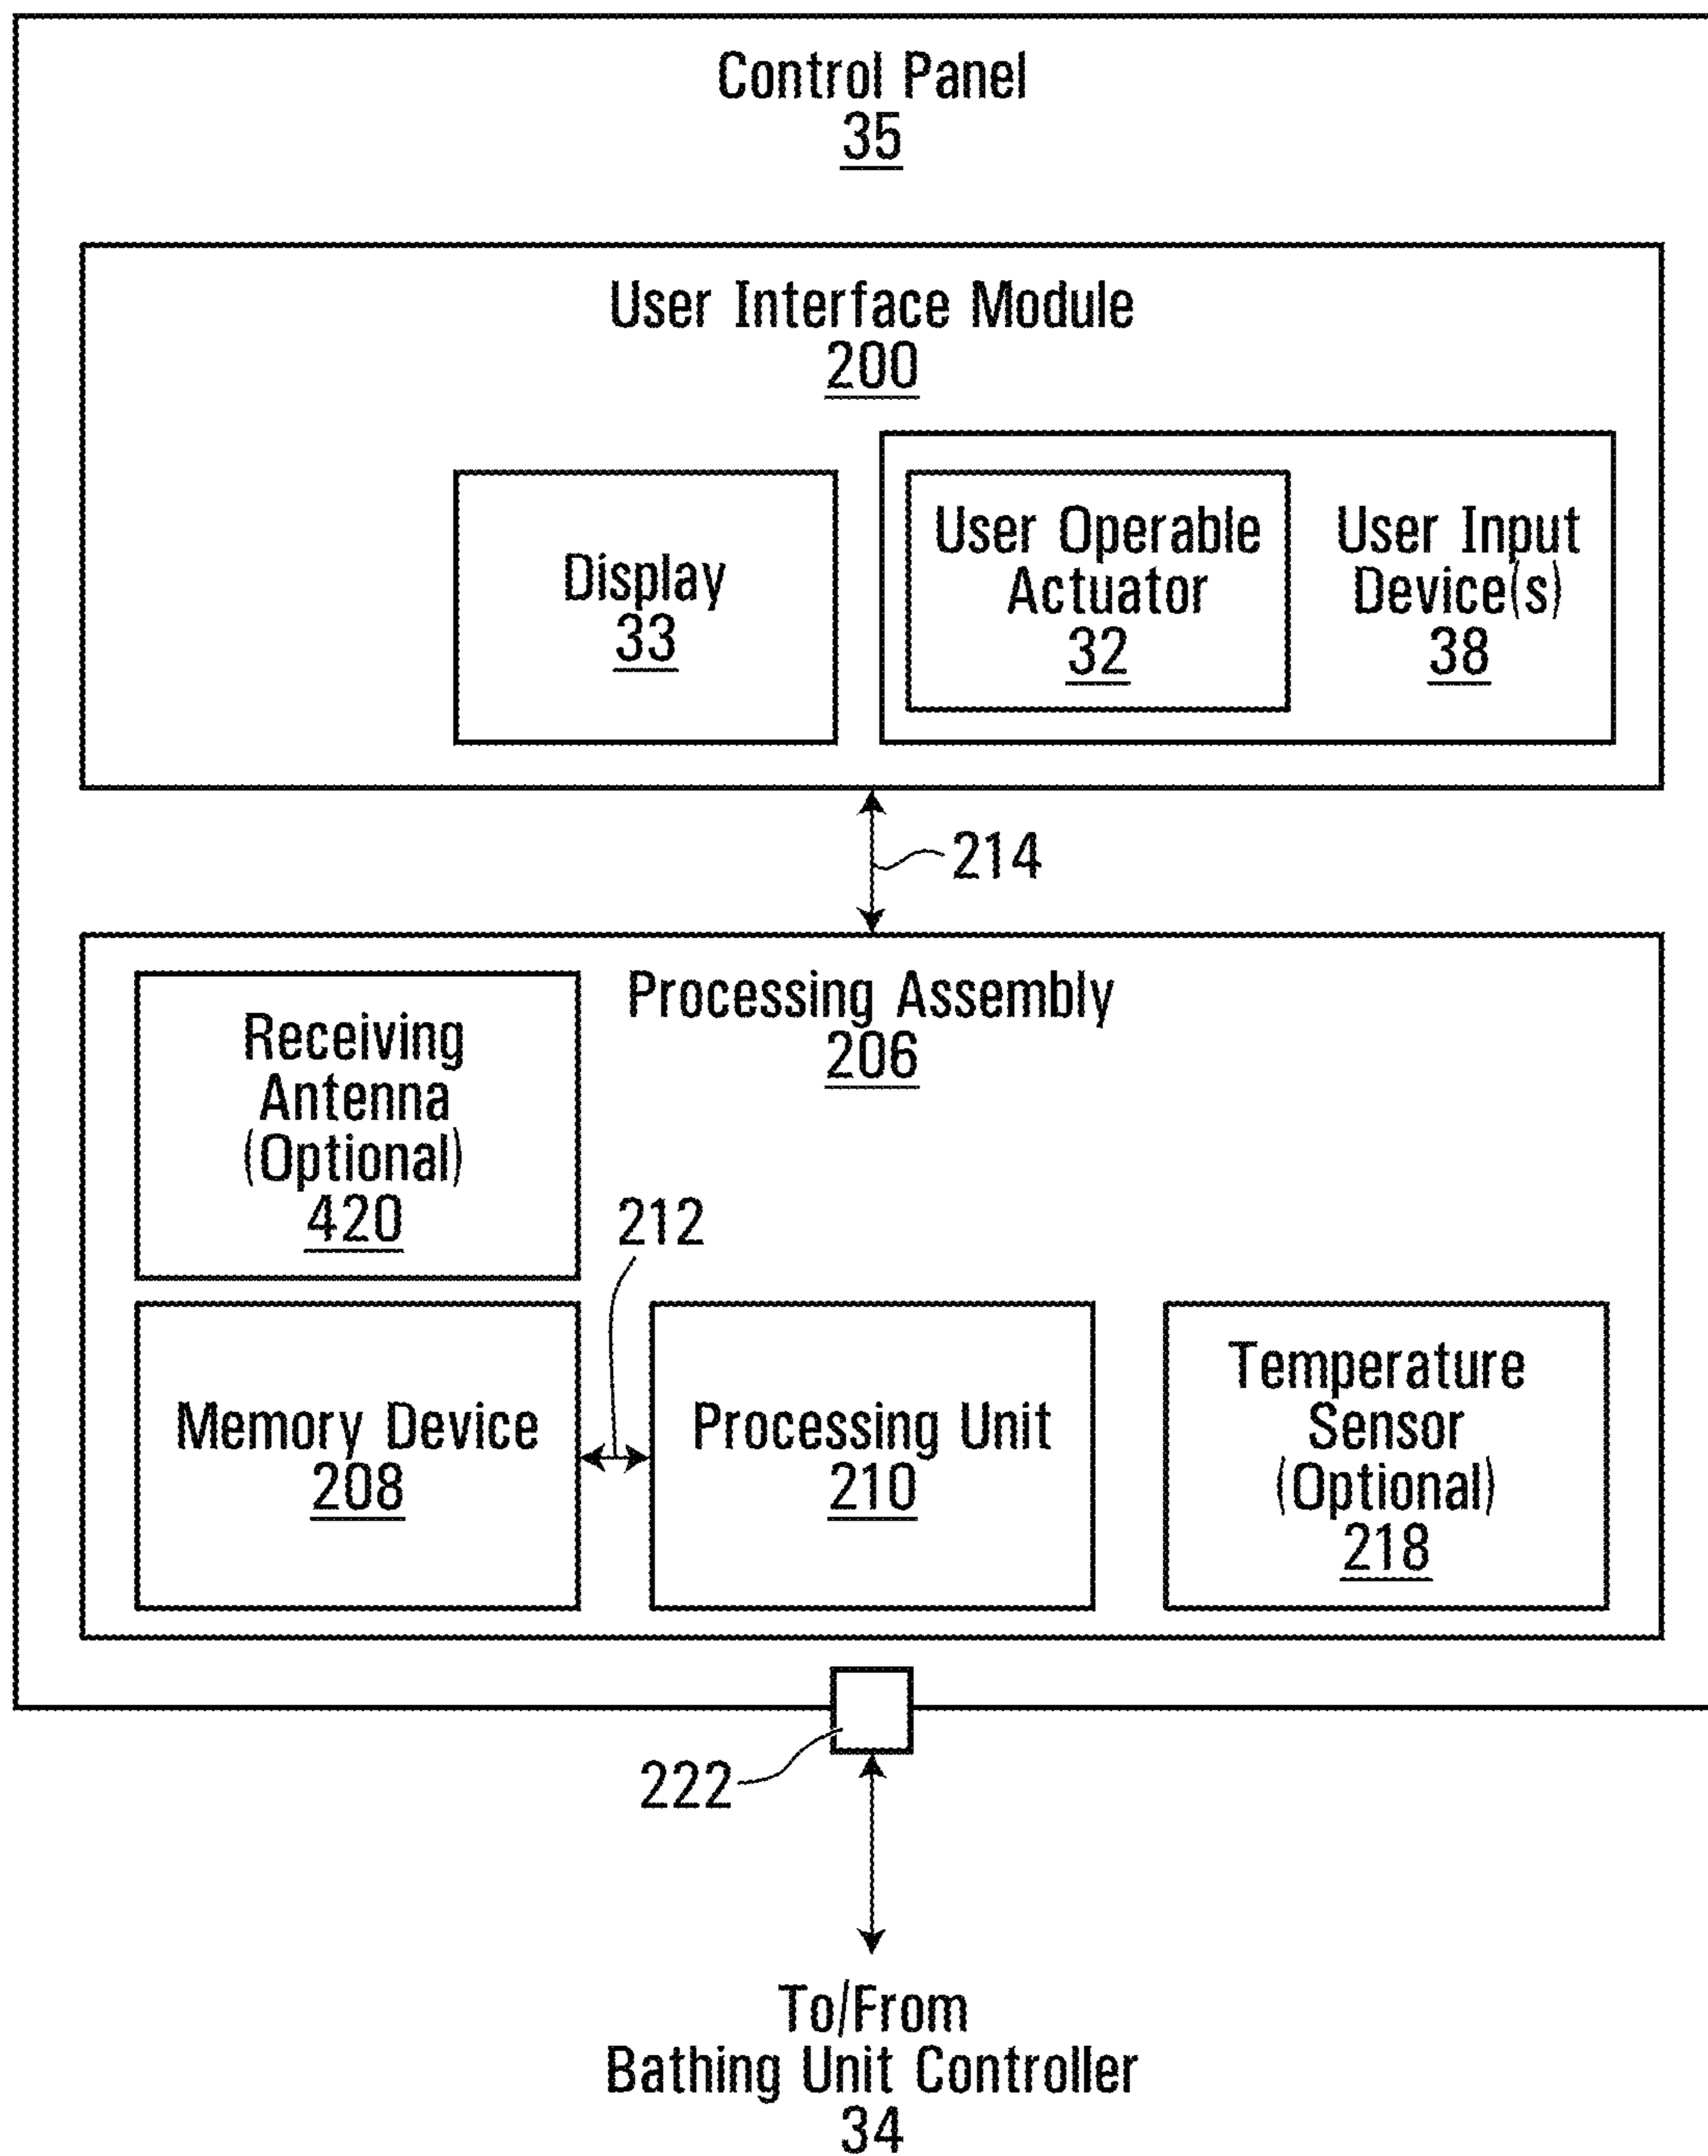 Control Panel
35
User Interface Module
200
Display
33
User Operable
Actuator
32
User Input
Device(s)
38
214
Processing Assembly
206
Receiving
Antenna
(Optional)
420
212
Memory Device
208
Processing Unit
210
Temperature
Sensor
(Optional)
218
222
To/From
Bathing Unit Controller
34